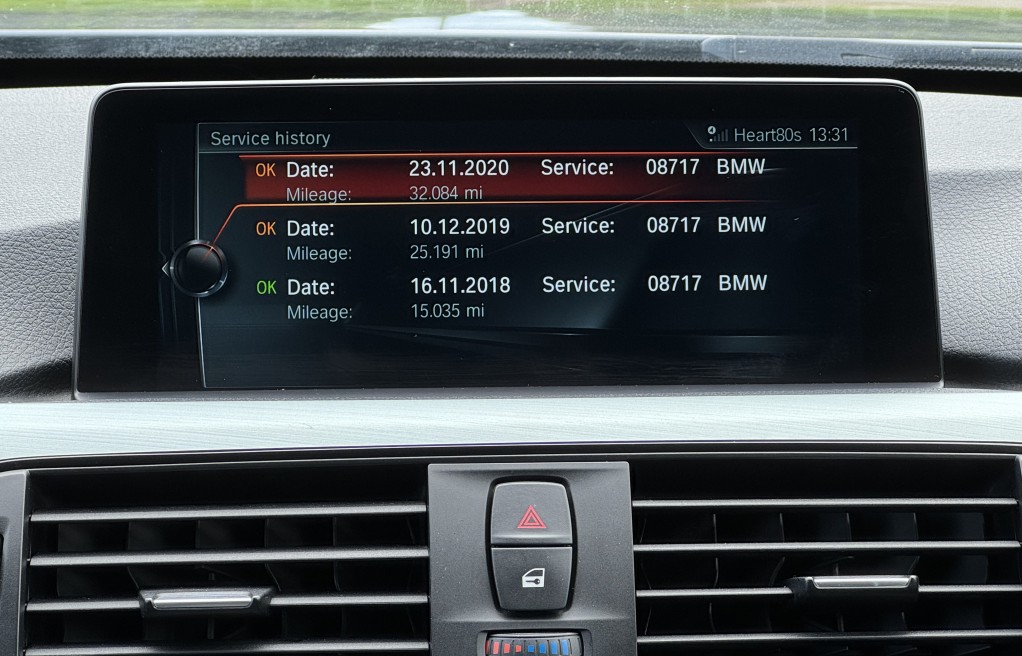 Service history Heart80s 13:31
OK Date: 23.11.2020 Service: 08717 BMW
Mileage: 32.084 mi
OK Date: 10.12.2019 Service: 08717 BMW
Mileage: 25.191 mi
OK Date: 16.11.2018 Service: 08717 BMW
Mileage: 15.035 mi